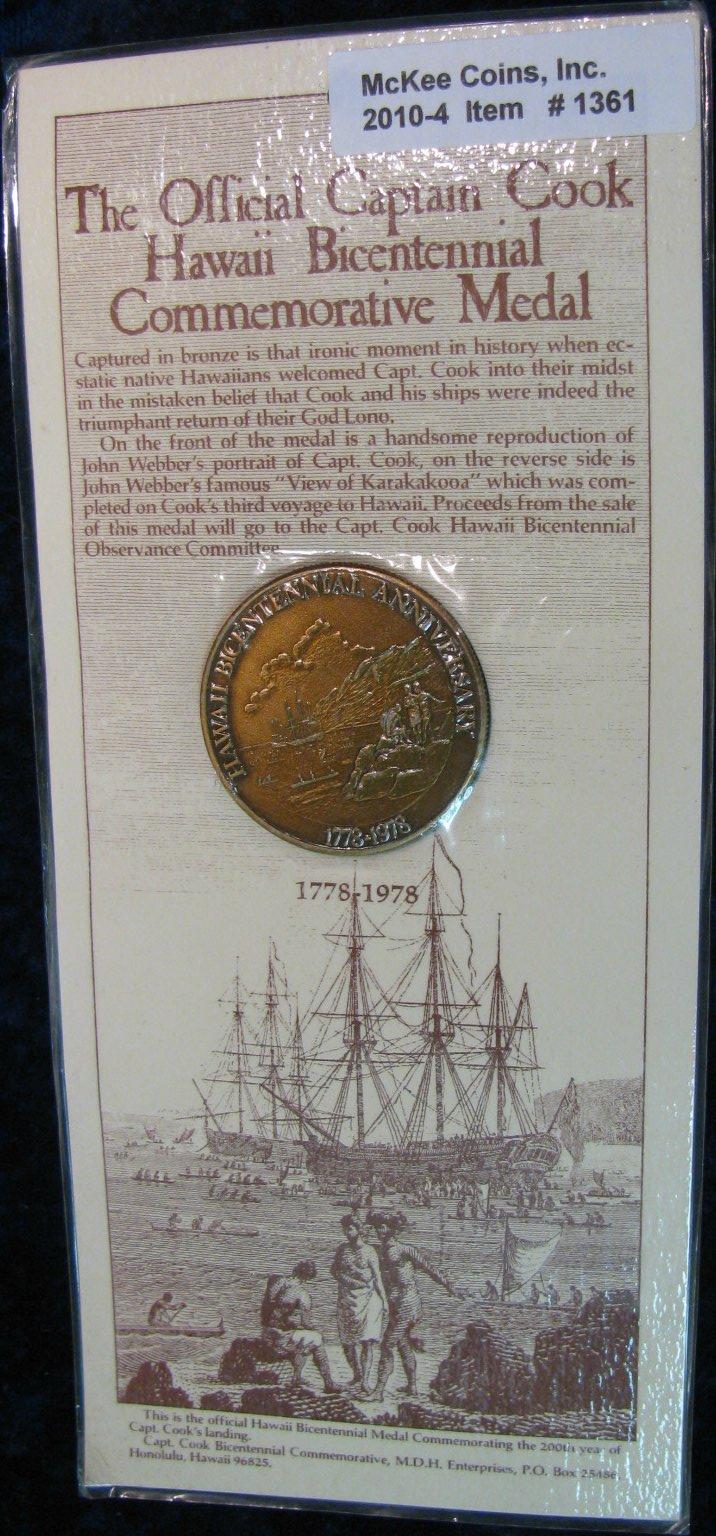 McKee Coins, Inc.
2010-4 Item # 1361
The Official Captain Cook
Hawaii Bicentennial
Commemorative Medal
Captured in bronze is that ironic moment in history when ec-
static native Hawaiians welcomed Capt. Cook into their midst
in the mistaken belief that Cook and his ships were indeed the
triumphant return of their God Lono.
On the front of the medal is a handsome reproduction of
John Webber's portrait of Capt. Cook, on the reverse side is
John Webber's famous "View of Karakakooa" which was com-
pleted on Cook's third voyage to Hawaii. Proceeds from the sale
of this medal will go to the Capt. Cook Hawaii Bicentennial
Observance Committee
HAWAII BICENTENNIAL ANNIVERSARY
1778-1978
1778-1978
This is the official Hawaii Bicentennial Medal Commemorating the 200th year of
Capt. Cook's landing.
Capt. Cook Bicentennial Commemorative, M.D.H. Enterprises, P.O. Box 25486,
Honolulu, Hawaii 96825.